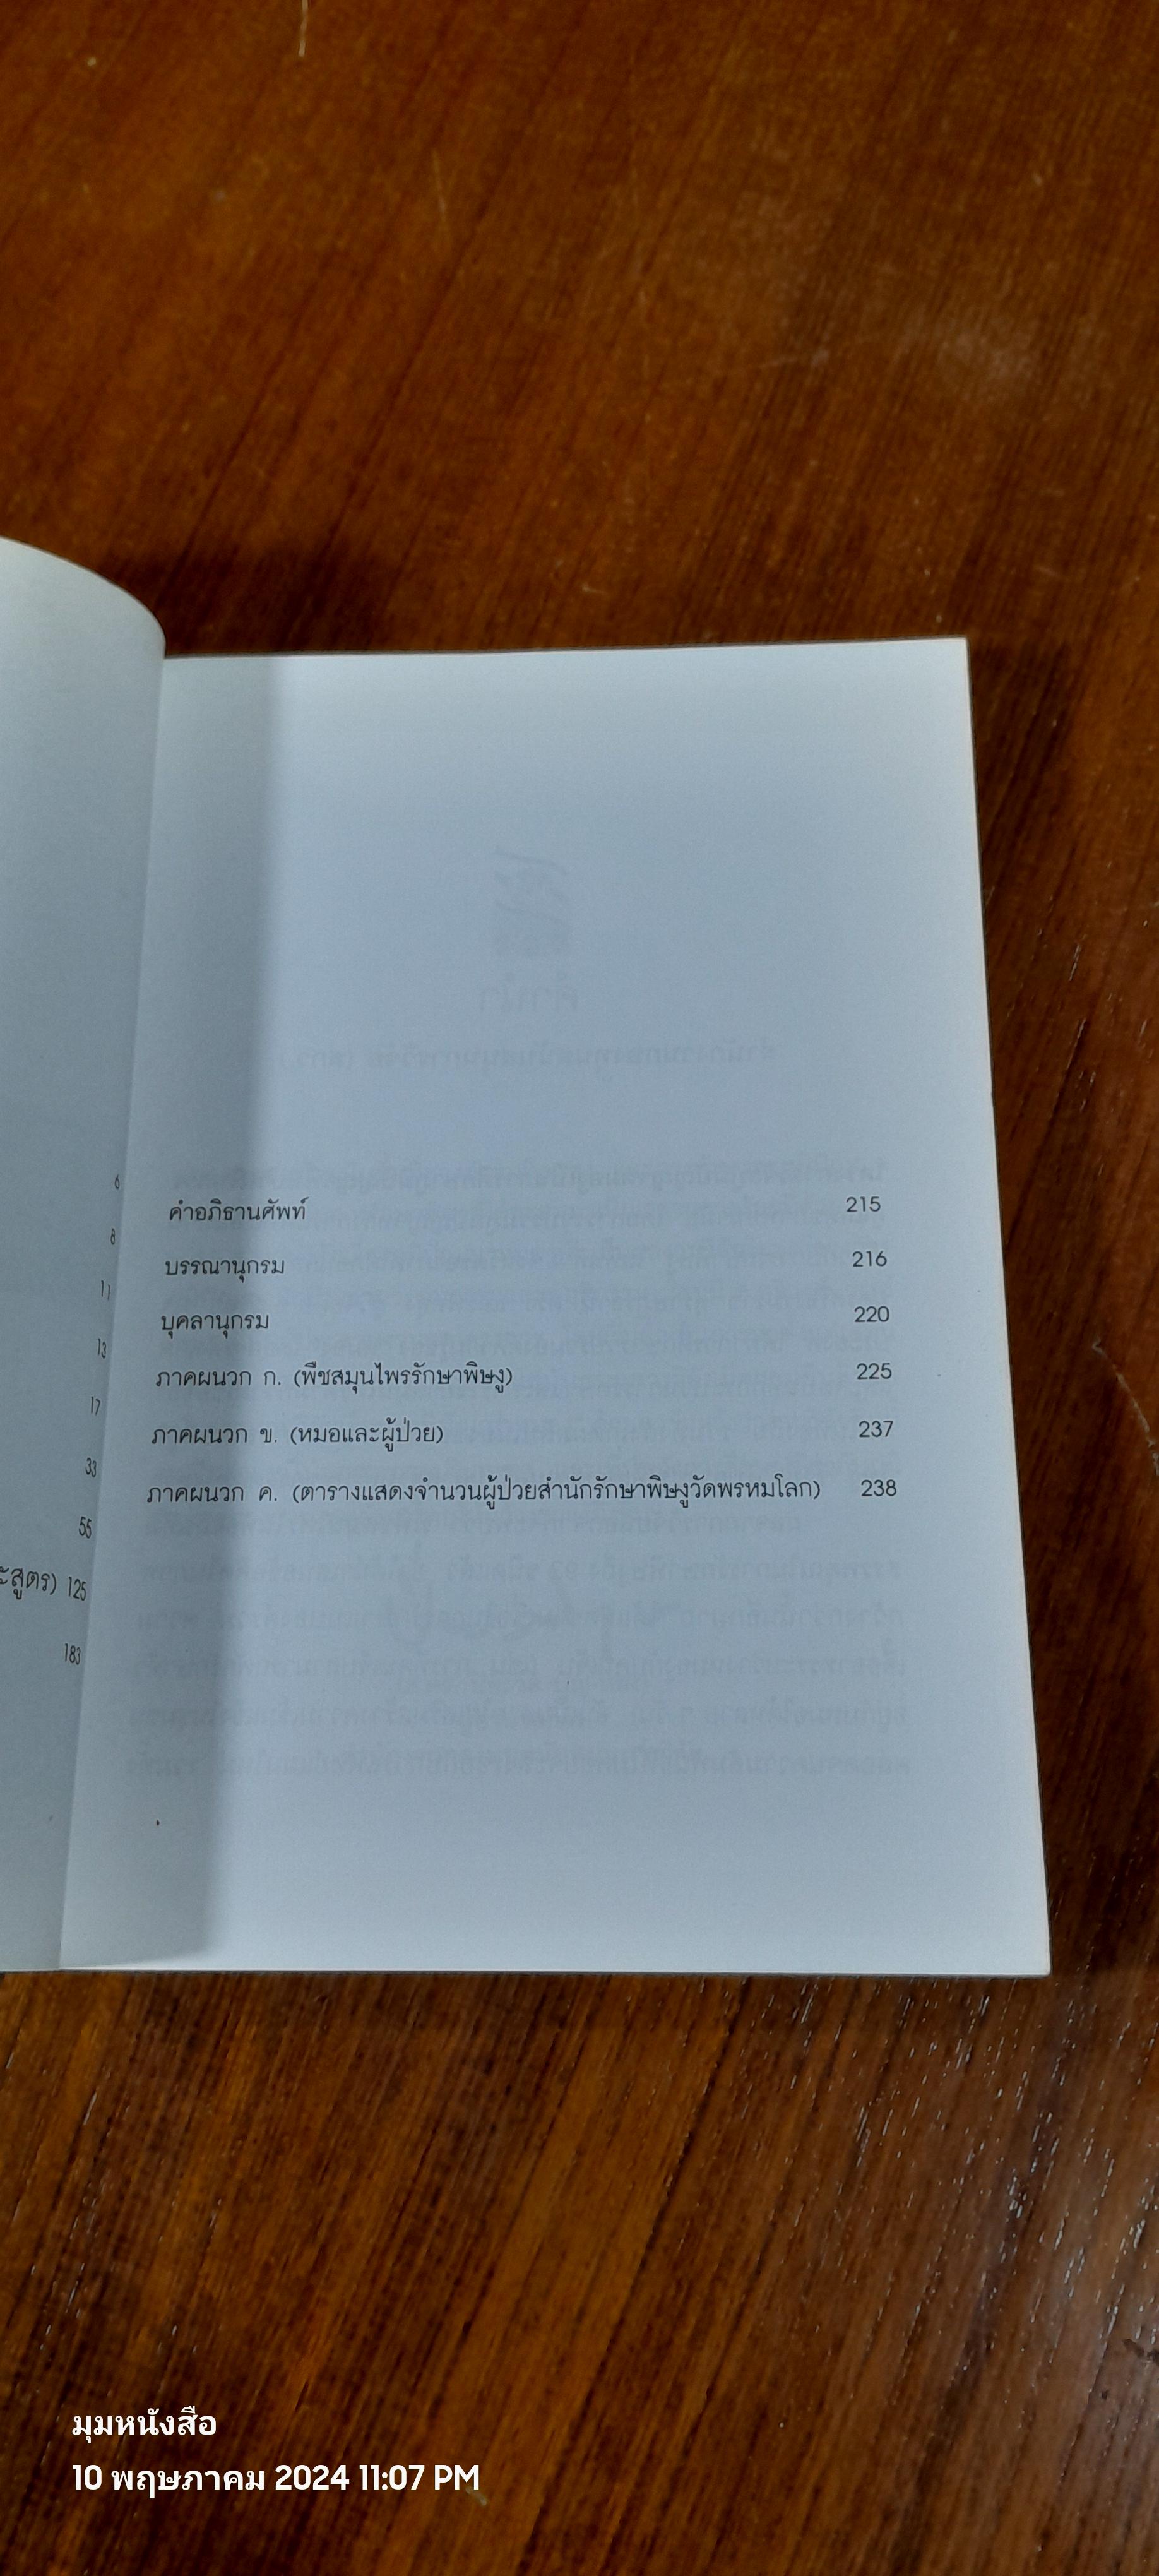 6
8
11
13
17
33
55
ะสูตร) 125
183
คำอภิธานศัพท์ 215
บรรณานุกรม 216
บุคลานุกรม 220
ภาคผนวก ก. (พืชสมุนไพรรักษาพิษงู) 225
ภาคผนวก ข. (หมอและผู้ป่วย) 237
ภาคผนวก ค. (ตารางแสดงจำนวนผู้ป่วยสำนักรักษาพิษงูวัดพรหมโลก) 238
มุมหนังสือ
10 พฤษภาคม 2024 11:07 PM